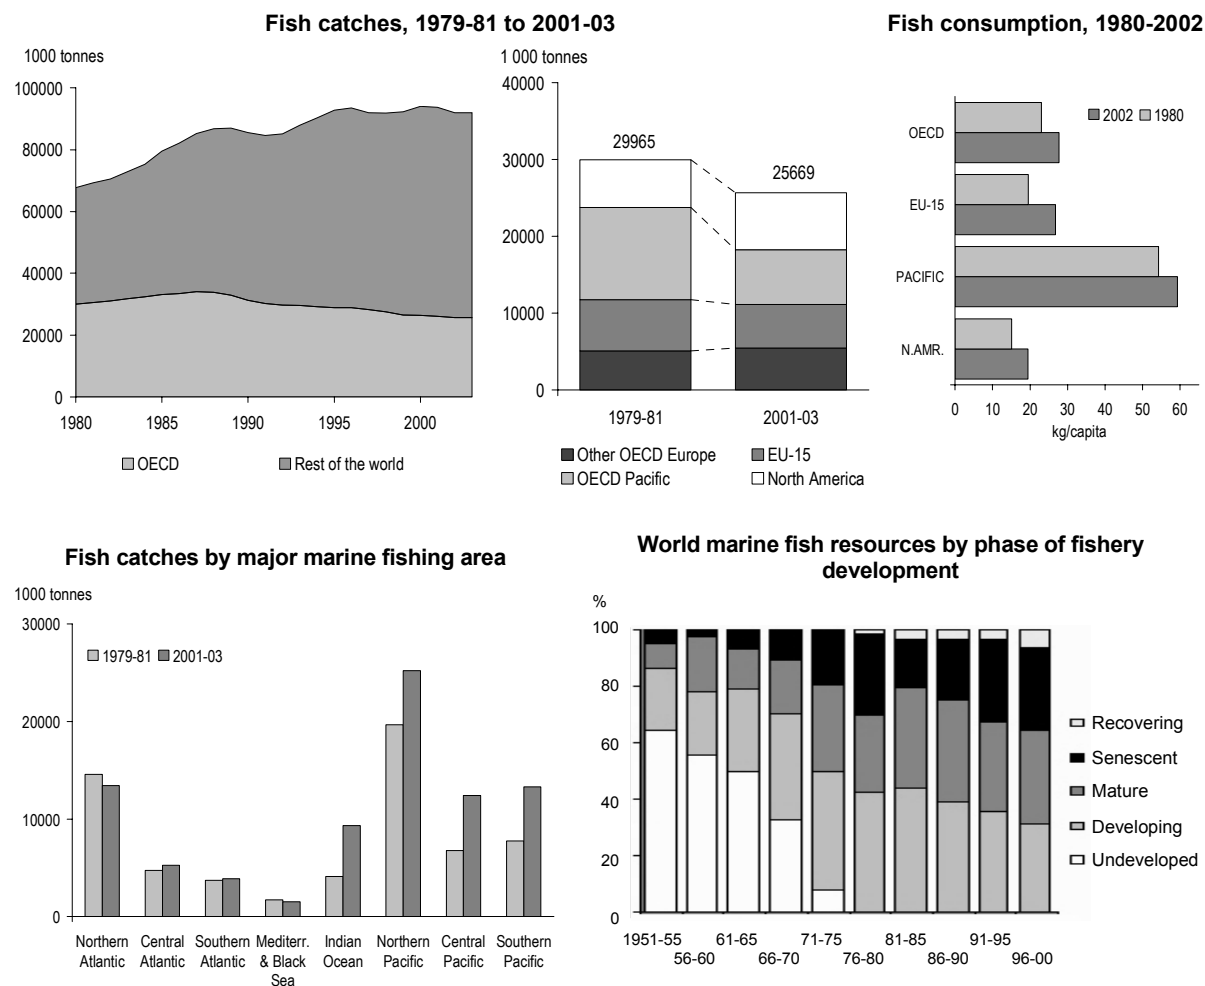 Fish catches, 1979-81 to 2001-03
1000 tonnes
100000
80000
60000
40000
20000
0
1980 1985 1990 1995 2000
OECD Rest of the world
1 000 tonnes
40000
30000
20000
10000
0
29965
25669
1979-81 2001-03
Other OECD Europe EU-15
OECD Pacific North America
Fish consumption, 1980-2002
2002 1980
OECD
EU-15
PACIFIC
N.AMR.
0 10 20 30 40 50 60
kg/capita
Fish catches by major marine fishing area
1000 tonnes
30000
20000
10000
0
1979-81 2001-03
Northern Central Southern Mediterr. Indian Northern Central Southern
Atlantic Atlantic Atlantic & Black Ocean Pacific Pacific Pacific
Sea
World marine fish resources by phase of fishery
development
%
100
80
60
40
20
0
1951-55 61-65 71-75 81-85 91-95
56-60 66-70 76-80 86-90 96-00
Recovering
Senescent
Mature
Developing
Undeveloped